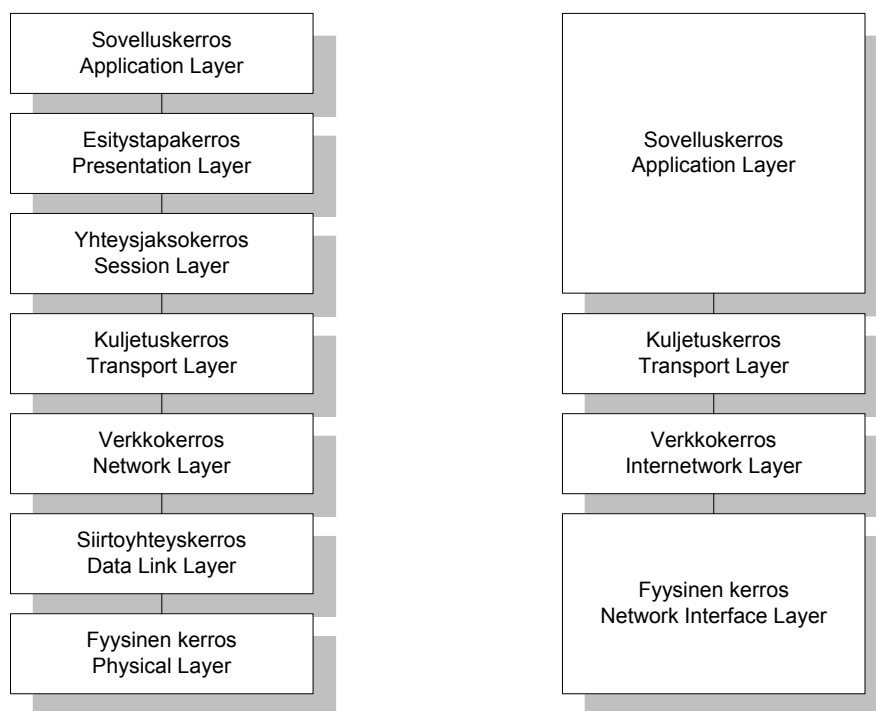 Sovelluskerros
Application Layer
Esitystapakerros
Presentation Layer
Yhteysjaksokerros
Session Layer
Kuljetuskerros
Transport Layer
Verkkokerros
Network Layer
Siirtoyhteyskerros
Data Link Layer
Fyysinen kerros
Physical Layer
Sovelluskerros
Application Layer
Kuljetuskerros
Transport Layer
Verkkokerros
Internetwork Layer
Fyysinen kerros
Network Interface Layer